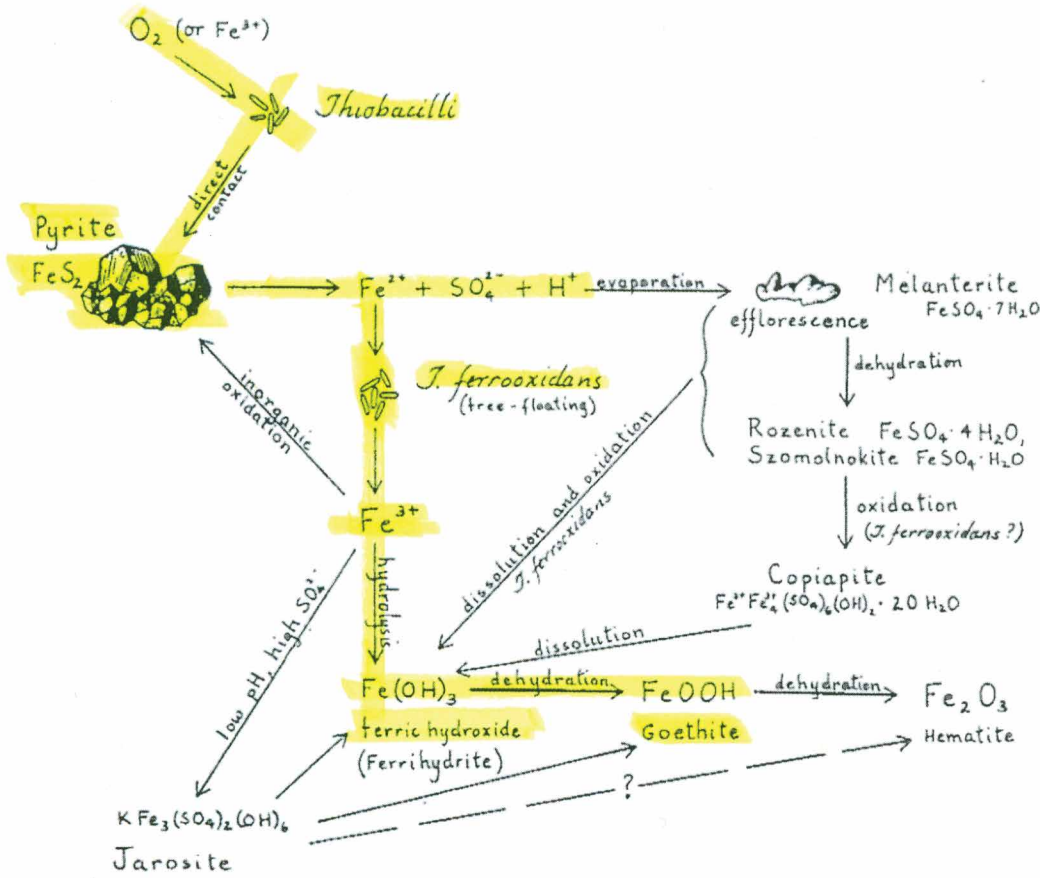 O₂ (or Fe³⁺)
Thiobacilli
direct
contact
Pyrite
FeS₂
Fe²⁺ + SO₄²⁻ + H⁺
evaporation
efflorescence
Melanterite
FeSO₄·7H₂O
dehydration
T. ferrooxidans
(free-floating)
inorganic
oxidation
Rozenite FeSO₄·4H₂O,
Szomolnokite FeSO₄·H₂O
dissolution and oxidation
T. ferrooxidans
Fe³⁺
oxidation
(T. ferrooxidans?)
hydrolysis
low pH, high SO₄²⁻
Copiapite
Fe²⁺Fe₄³⁺(SO₄)₆(OH)₂·20H₂O
dissolution
Fe(OH)₃
dehydration
FeOOH
dehydration
Fe₂O₃
ferric hydroxide
Goethite
Hematite
(Ferrihydrite)
?
KFe₃(SO₄)₂(OH)₆
Jarosite